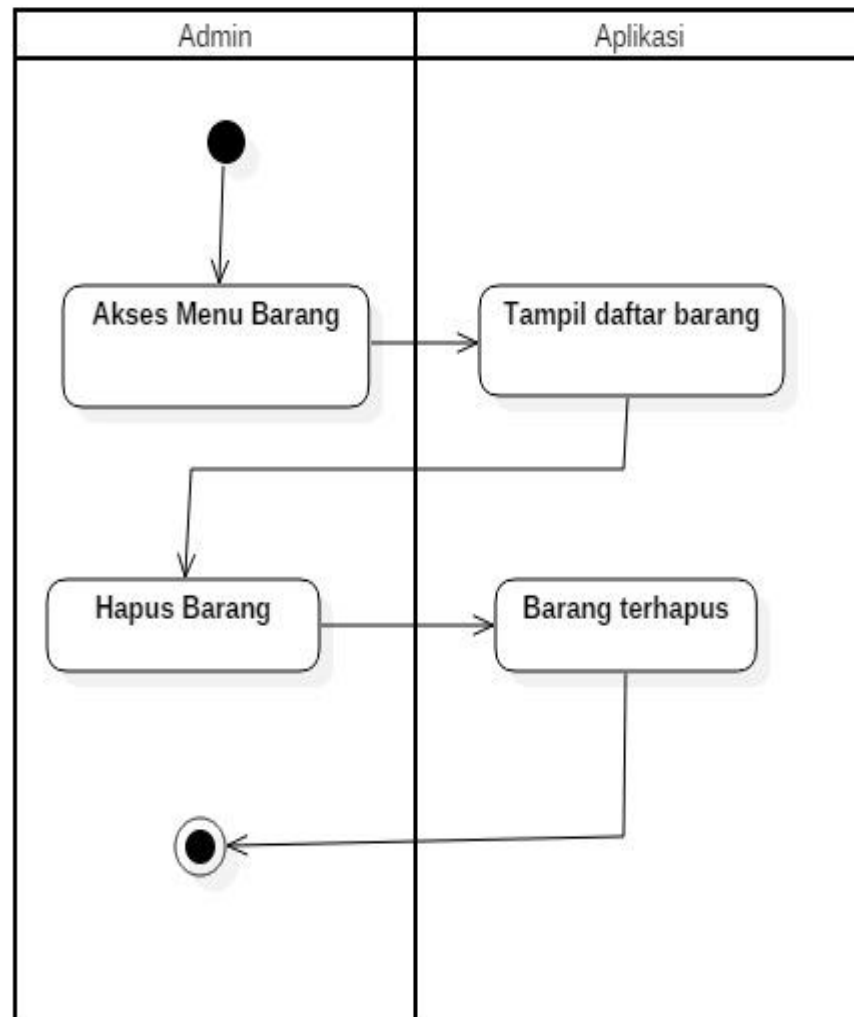 Admin
Aplikasi
Akses Menu Barang
Tampil daftar barang
Hapus Barang
Barang terhapus